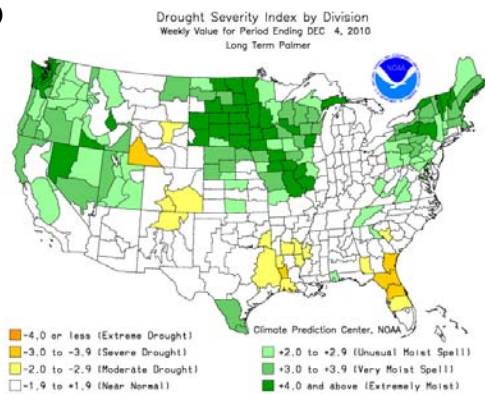 )
Drought Severity Index by Division
Weekly Value for Period Ending DEC 4, 2010
Long Term Palmer
NOAA
Climate Prediction Center, NOAA
-4.0 or less (Extreme Drought)
-3.0 to -3.9 (Severe Drought)
-2.0 to -2.9 (Moderate Drought)
-1.9 to +1.9 (Near Normal)
+2.0 to +2.9 (Unusual Moist Spell)
+3.0 to +3.9 (Very Moist Spell)
+4.0 and above (Extremely Moist)